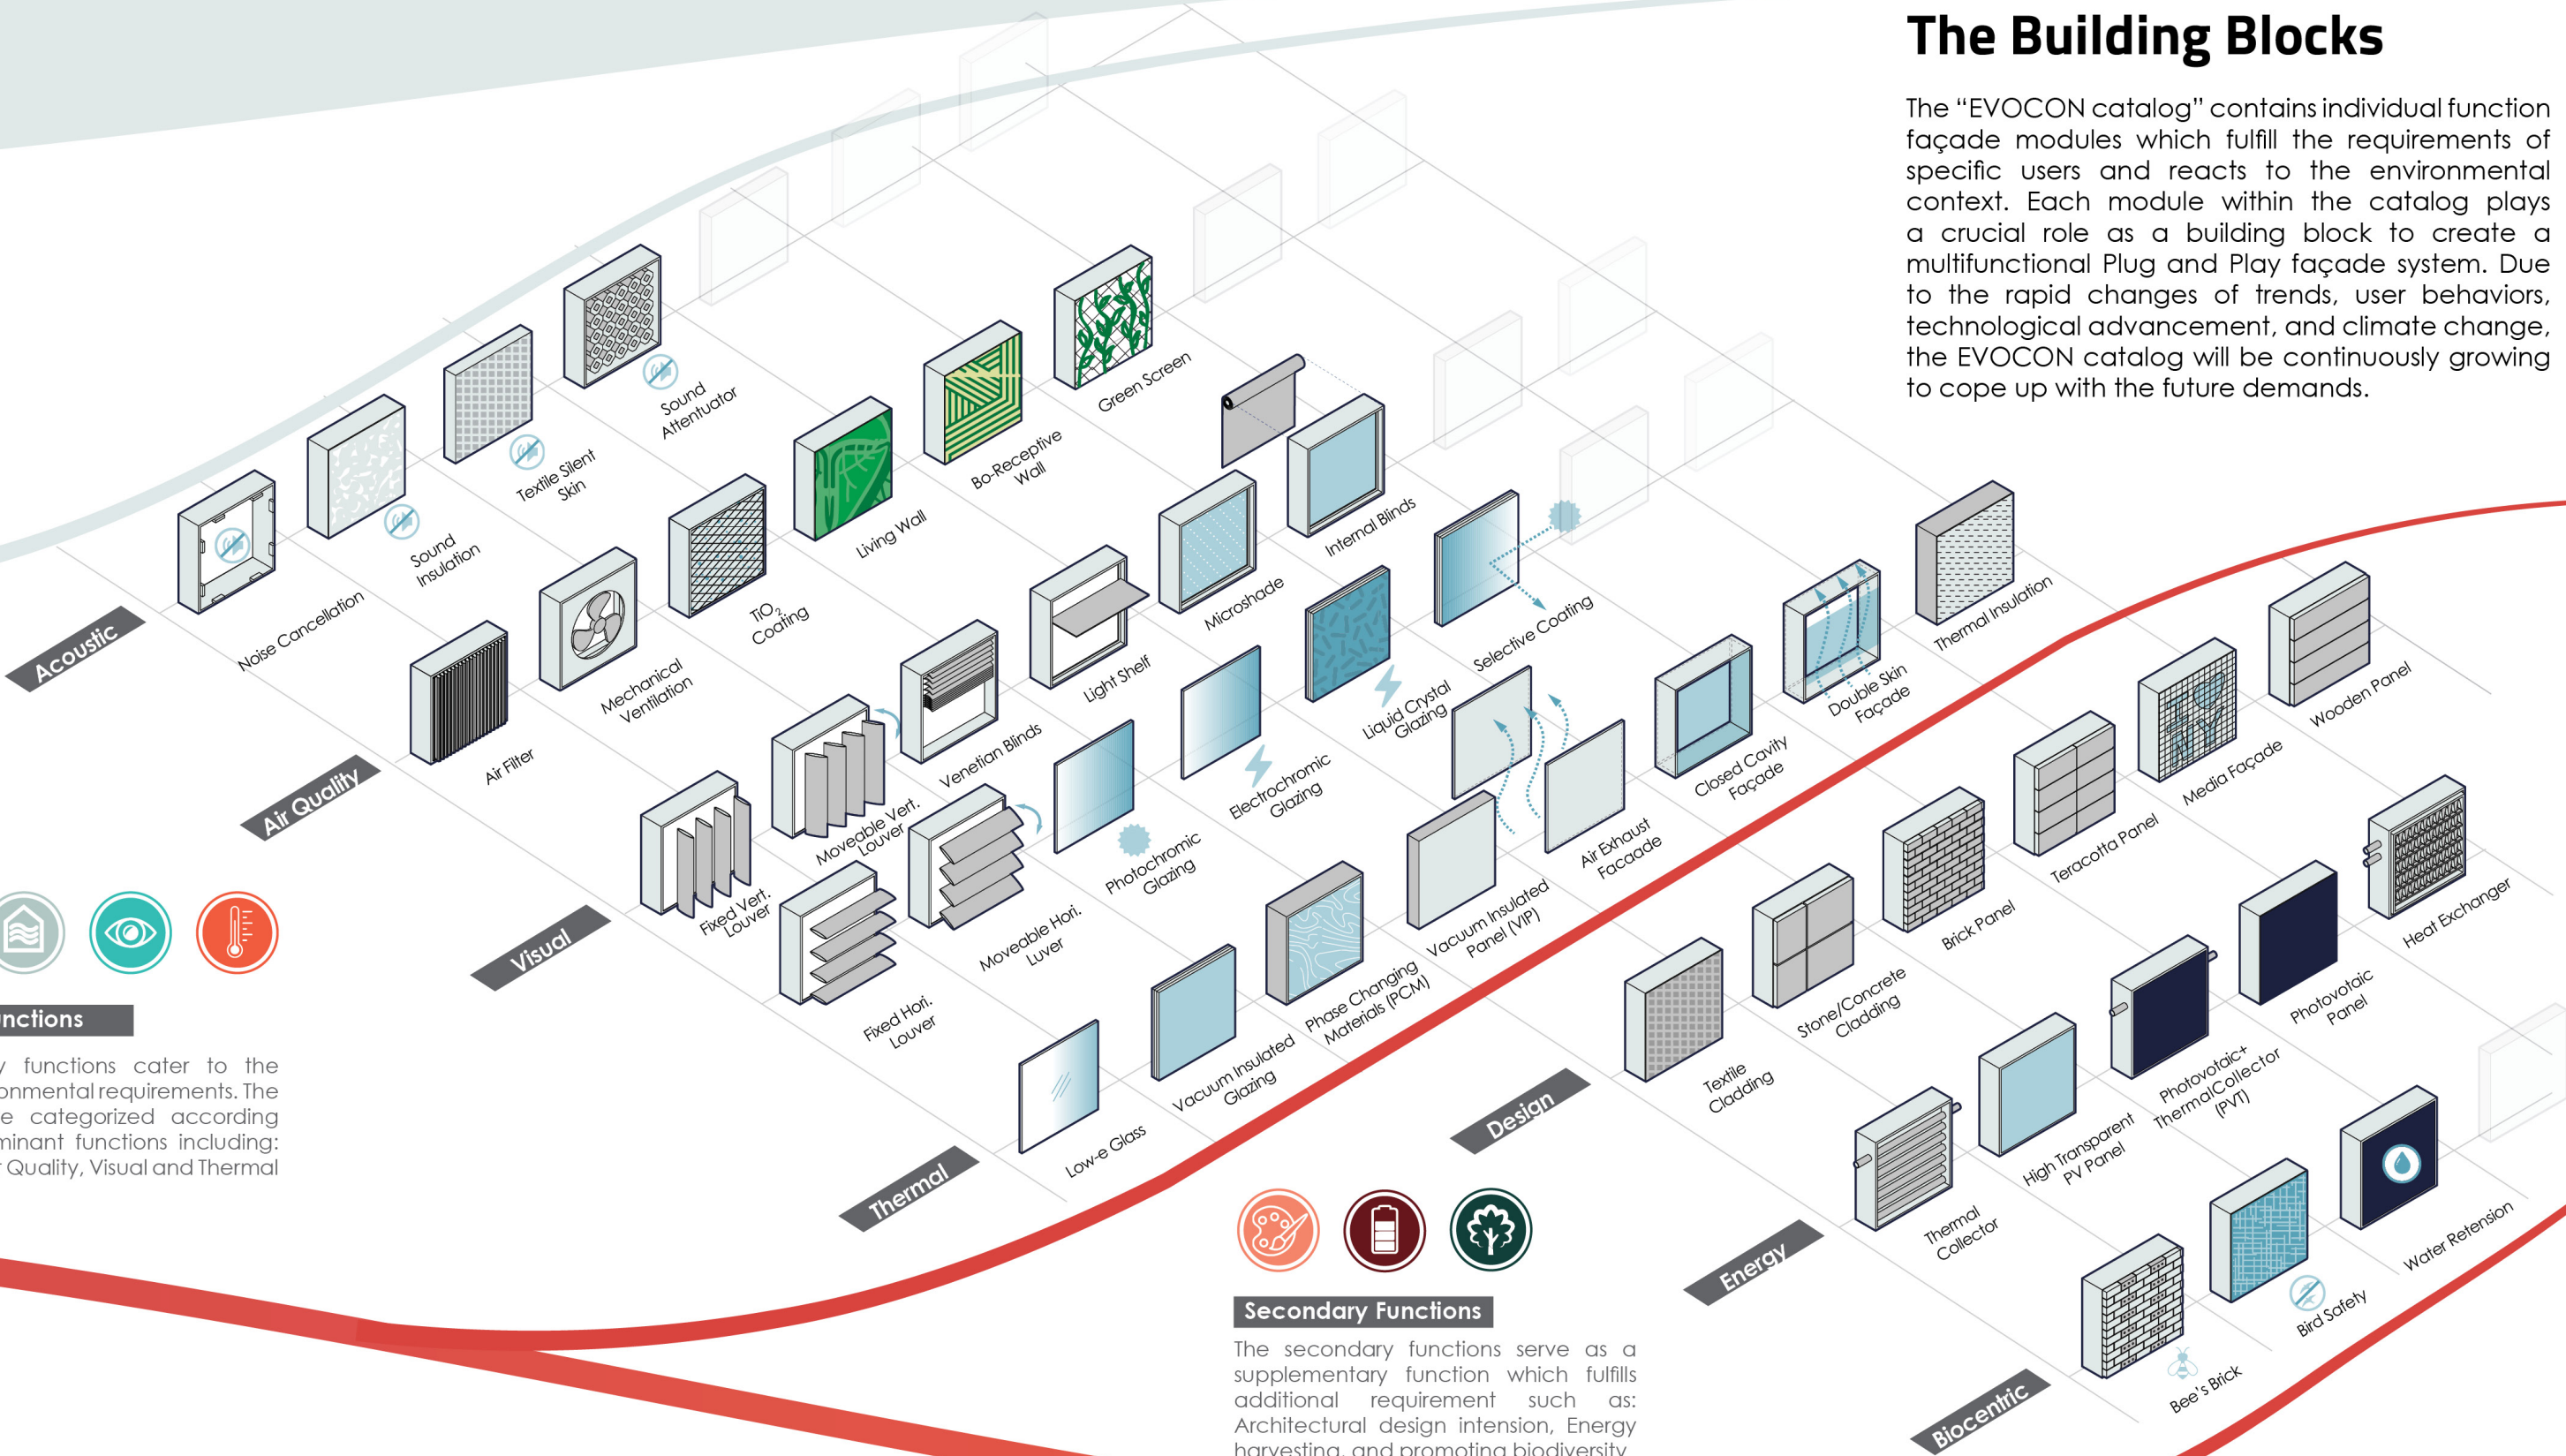 The Building Blocks
The “EVOCON catalog” contains individual function
façade modules which fulfill the requirements of
specific users and reacts to the environmental
context. Each module within the catalog plays
a crucial role as a building block to create a
multifunctional Plug and Play façade system. Due
to the rapid changes of trends, user behaviors,
technological advancement, and climate change,
the EVOCON catalog will be continuously growing
to cope up with the future demands.
Acoustic
Noise Cancellation
Sound
Insulation
Textile Silent
Skin
Sound
Attentuator
Air Quality
Air Filter
Mechanical
Ventilation
TiO2
Coating
Living Wall
Bo-Receptive
Wall
Green Screen
Visual
Fixed Vert.
Louver
Moveable Vert.
Louver
Venetian Blinds
Light Shelf
Microshade
Internal Blinds
Fixed Hori.
Louver
Moveable Hori.
Luver
Photochromic
Glazing
Electrochromic
Glazing
Liquid Crystal
Glazing
Selective Coating
Thermal
Low-e Glass
Vacuum Insulated
Glazing
Phase Changing
Materials (PCM)
Vacuum Insulated
Panel (VIP)
Air Exhaust
Facaade
Closed Cavity
Façade
Double Skin
Façade
Thermal Insulation
Design
Textile
Cladding
Stone/Concrete
Cladding
Brick Panel
Teracotta Panel
Media Façade
Wooden Panel
Energy
Thermal
Collector
High Transparent
PV Panel
Photovotaic+
ThermalCollector
(PVT)
Photovotaic
Panel
Heat Exchanger
Biocentric
Bee's Brick
Bird Safety
Water Retension
nctions
functions cater to the
onmental requirements. The
e categorized according
minant functions including:
Quality, Visual and Thermal
Secondary Functions
The secondary functions serve as a
supplementary function which fulfills
additional requirement such as:
Architectural design intension, Energy
harvesting, and promoting biodiversity.